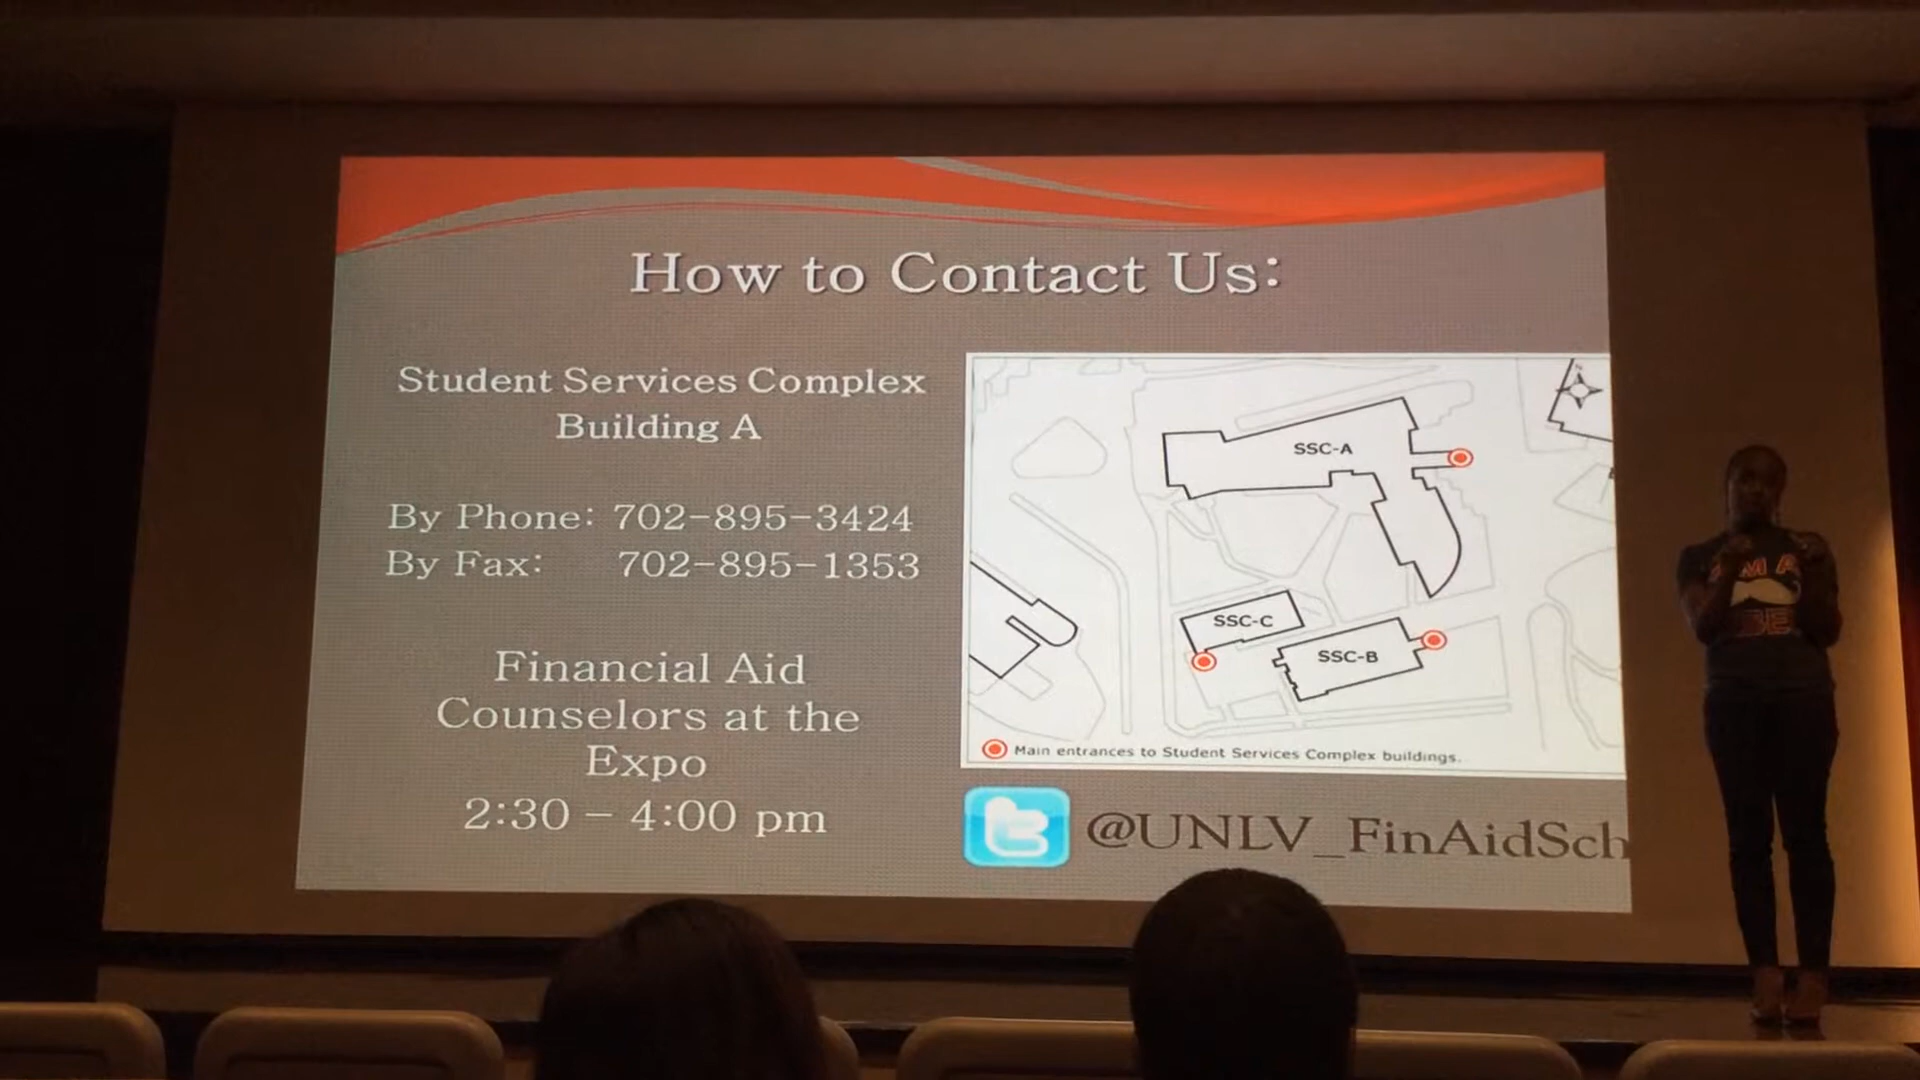 How to Contact Us:
Student Services Complex
Building A
By Phone: 702-895-3424
By Fax: 702-895-1353
Financial Aid
Counselors at the
Expo
2:30 - 4:00 pm
SSC-A
SSC-C
SSC-B
Main entrances to Student Services Complex buildings.
@UNLV_FinAidSch